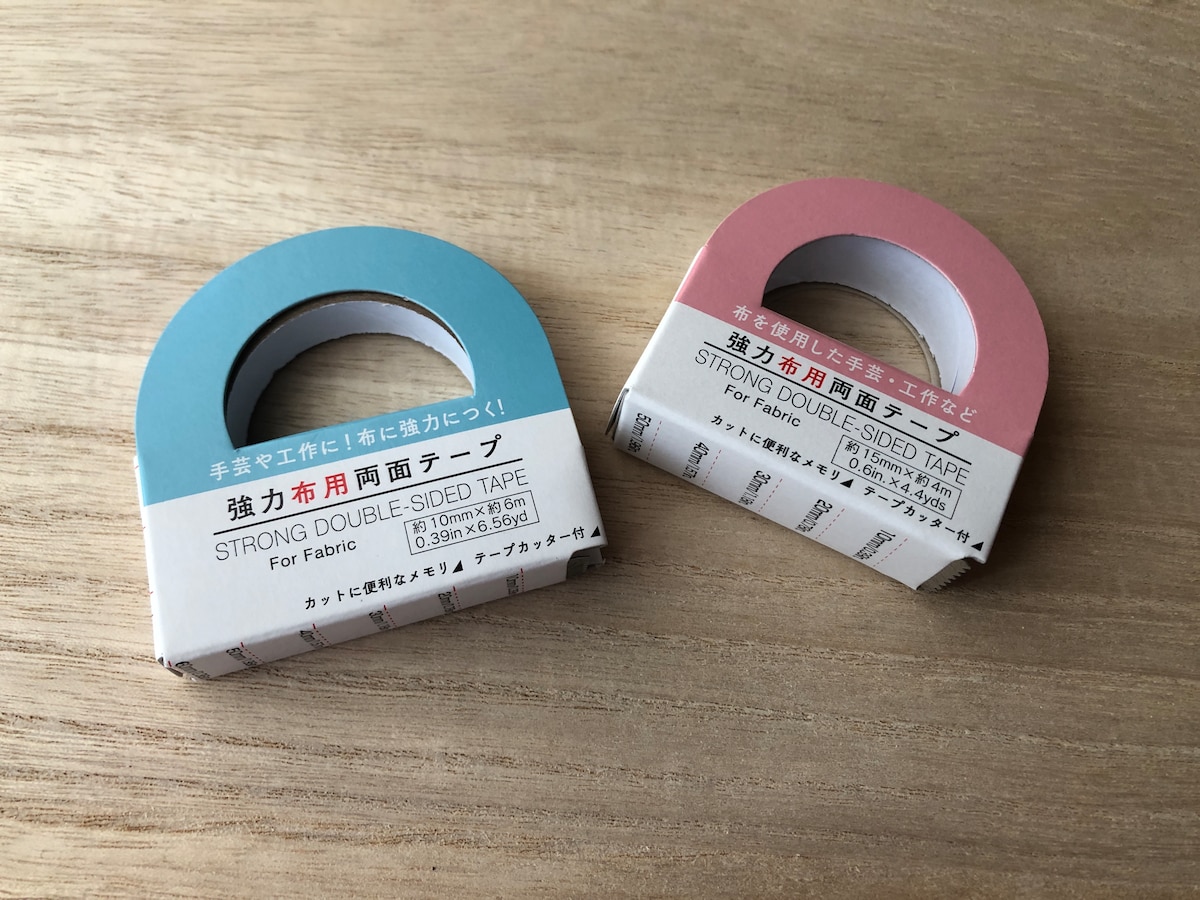 手芸や工作に!布に強力につく!
強力布用両面テープ
STRONG DOUBLE-SIDED TAPE
For Fabric
約10mm×約6m
0.39in×6.56yd
カットに便利なメモリ◢ テープカッター付◢
布を使用した手芸・工作など
強力布用両面テープ
STRONG DOUBLE-SIDED TAPE
For Fabric
約15mm×約4m
0.6in.×4.4yds
カットに便利なメモリ◢ テープカッター付◢
50mm
40mm
30mm
20mm
10mm